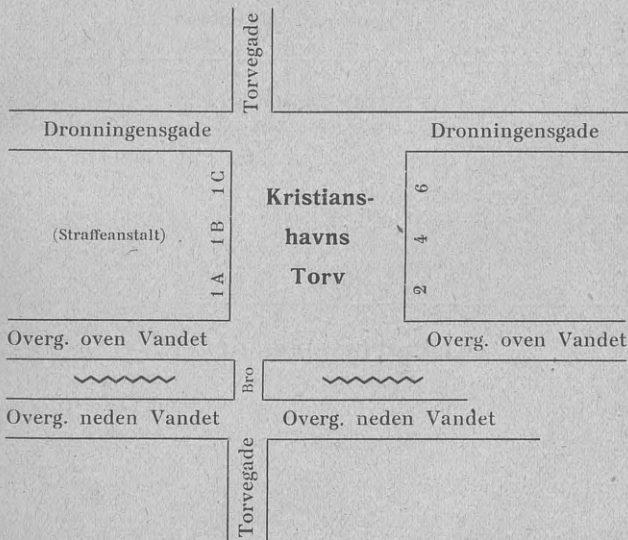 Torvegade
Dronningensgade
Dronningensgade
(Straffeanstalt)
1A 1B 1C
Kristians-
havns
Torv
2 4 6
Overg. oven Vandet
Overg. oven Vandet
Bro
Overg. neden Vandet
Overg. neden Vandet
Torvegade